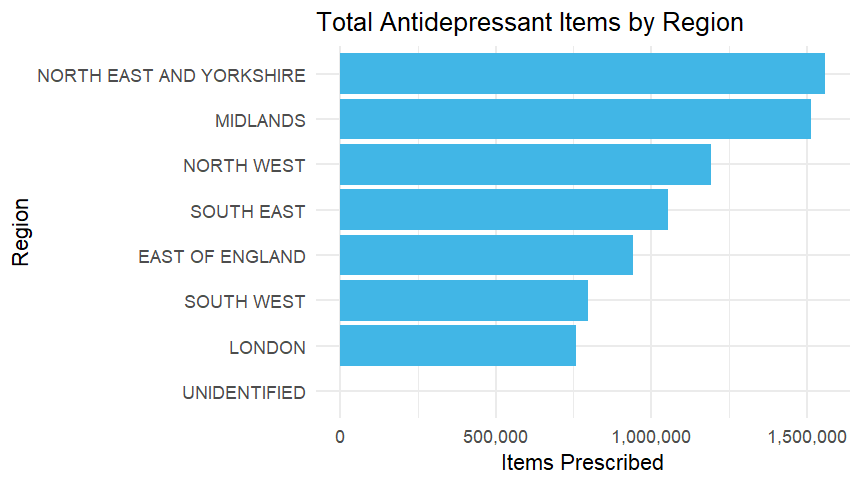 Total Antidepressant Items by Region
Region
NORTH EAST AND YORKSHIRE
MIDLANDS
NORTH WEST
SOUTH EAST
EAST OF ENGLAND
SOUTH WEST
LONDON
UNIDENTIFIED
0 500,000 1,000,000 1,500,000
Items Prescribed